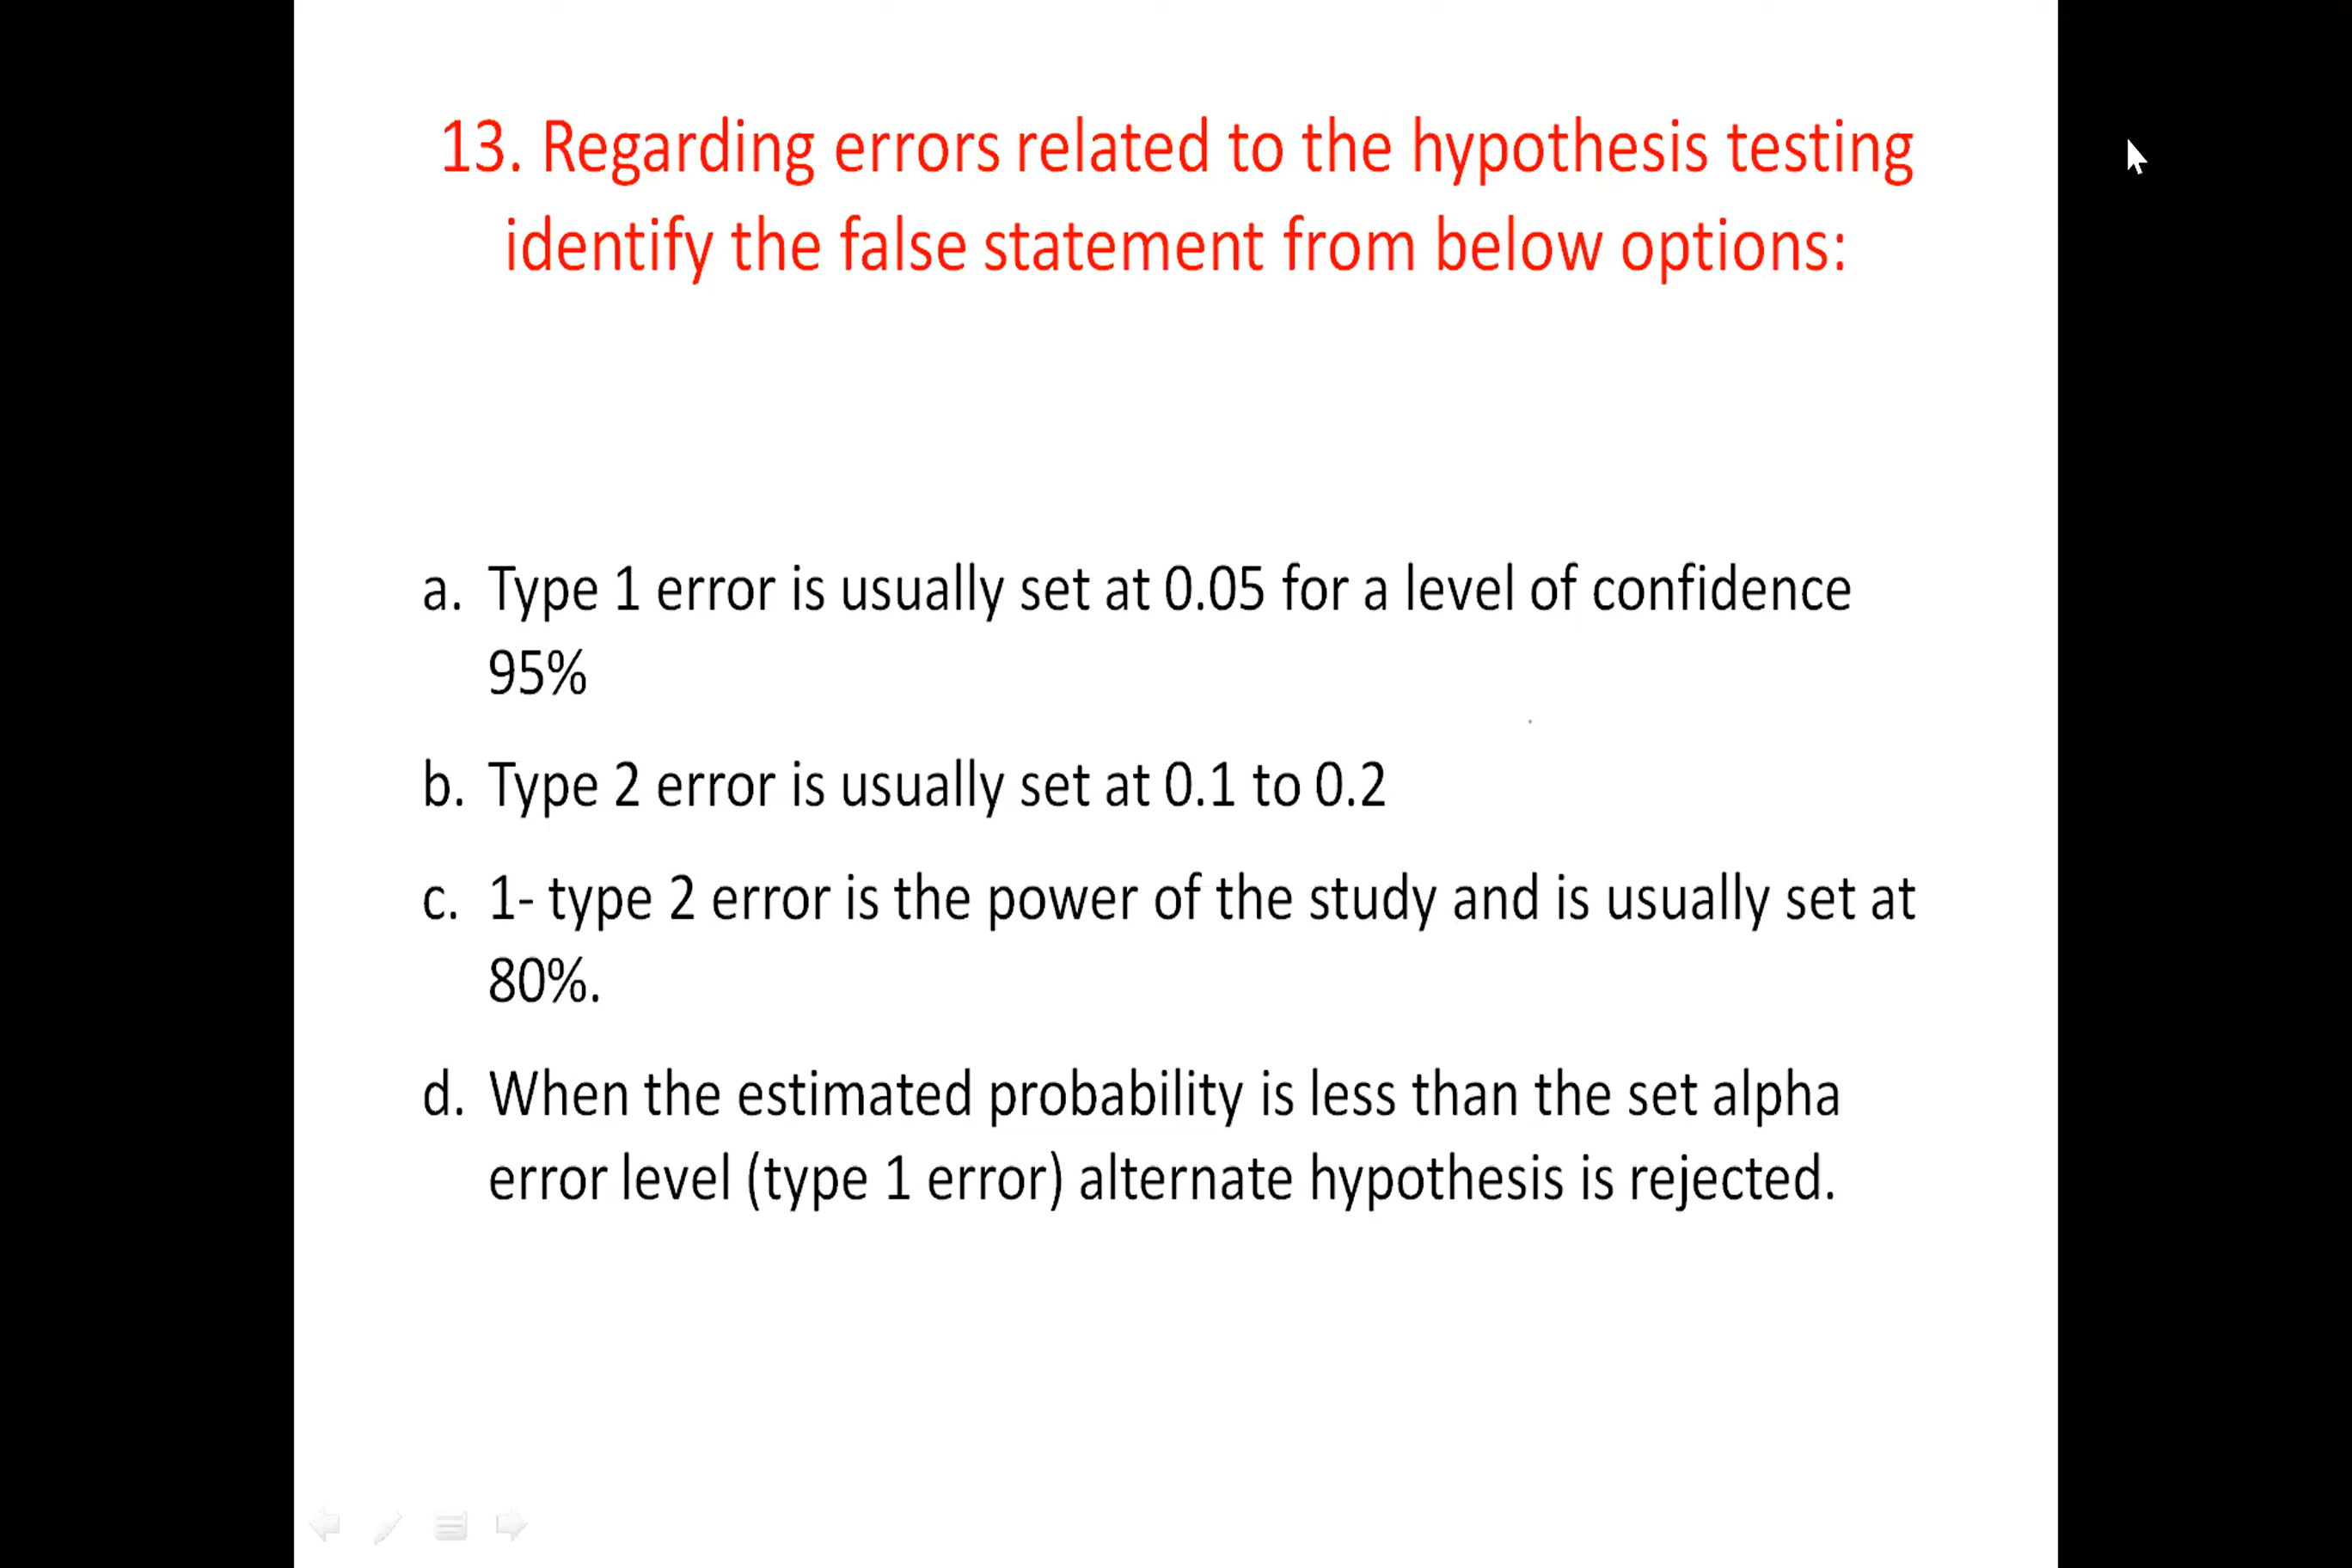 13. Regarding errors related to the hypothesis testing
identify the false statement from below options:
a. Type 1 error is usually set at 0.05 for a level of confidence
95%
b. Type 2 error is usually set at 0.1 to 0.2
c. 1- type 2 error is the power of the study and is usually set at
80%.
d. When the estimated probability is less than the set alpha
error level (type 1 error) alternate hypothesis is rejected.